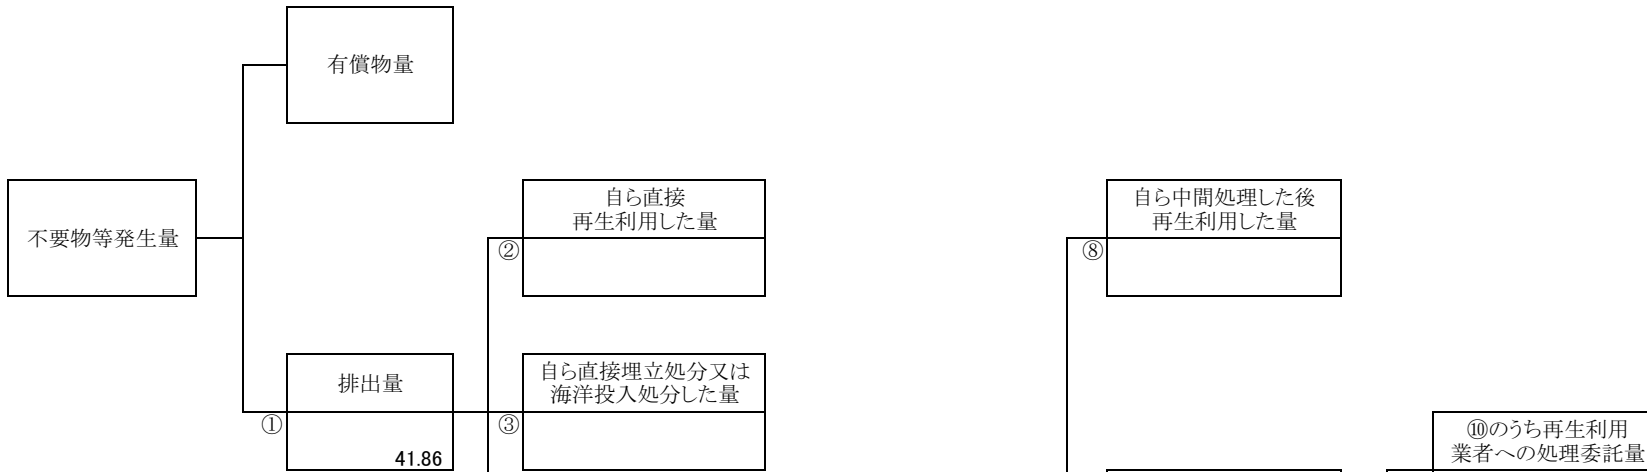 有償物量
不要物等発生量
自ら直接
再生利用した量
②
自ら中間処理した後
再生利用した量
⑧
排出量
①
41.86
自ら直接埋立処分又は
海洋投入処分した量
③
⑩のうち再生利用
業者への処理委託量